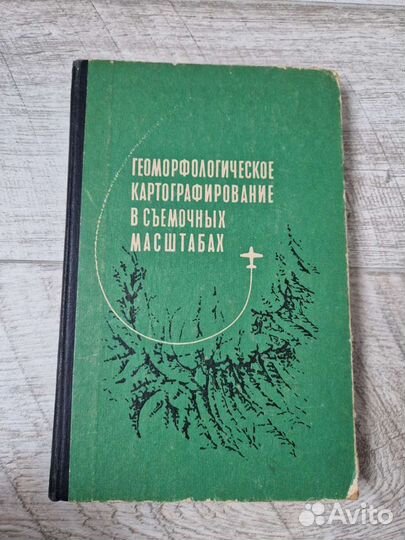 ГЕОМОРФОЛОГИЧЕСКОЕ
КАРТОГРАФИРОВАНИЕ
В СЪЕМОЧНЫХ
МАСШТАБАХ
Avito